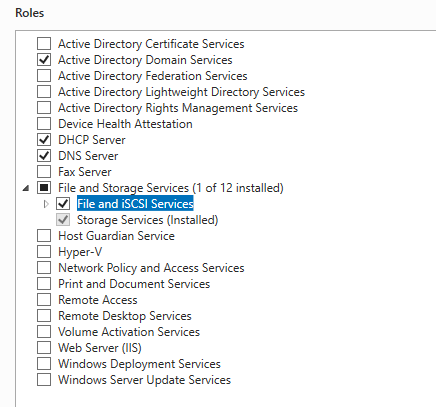 Roles
Active Directory Certificate Services
Active Directory Domain Services
Active Directory Federation Services
Active Directory Lightweight Directory Services
Active Directory Rights Management Services
Device Health Attestation
DHCP Server
DNS Server
Fax Server
File and Storage Services (1 of 12 installed)
File and iSCSI Services
Storage Services (Installed)
Host Guardian Service
Hyper-V
Network Policy and Access Services
Print and Document Services
Remote Access
Remote Desktop Services
Volume Activation Services
Web Server (IIS)
Windows Deployment Services
Windows Server Update Services